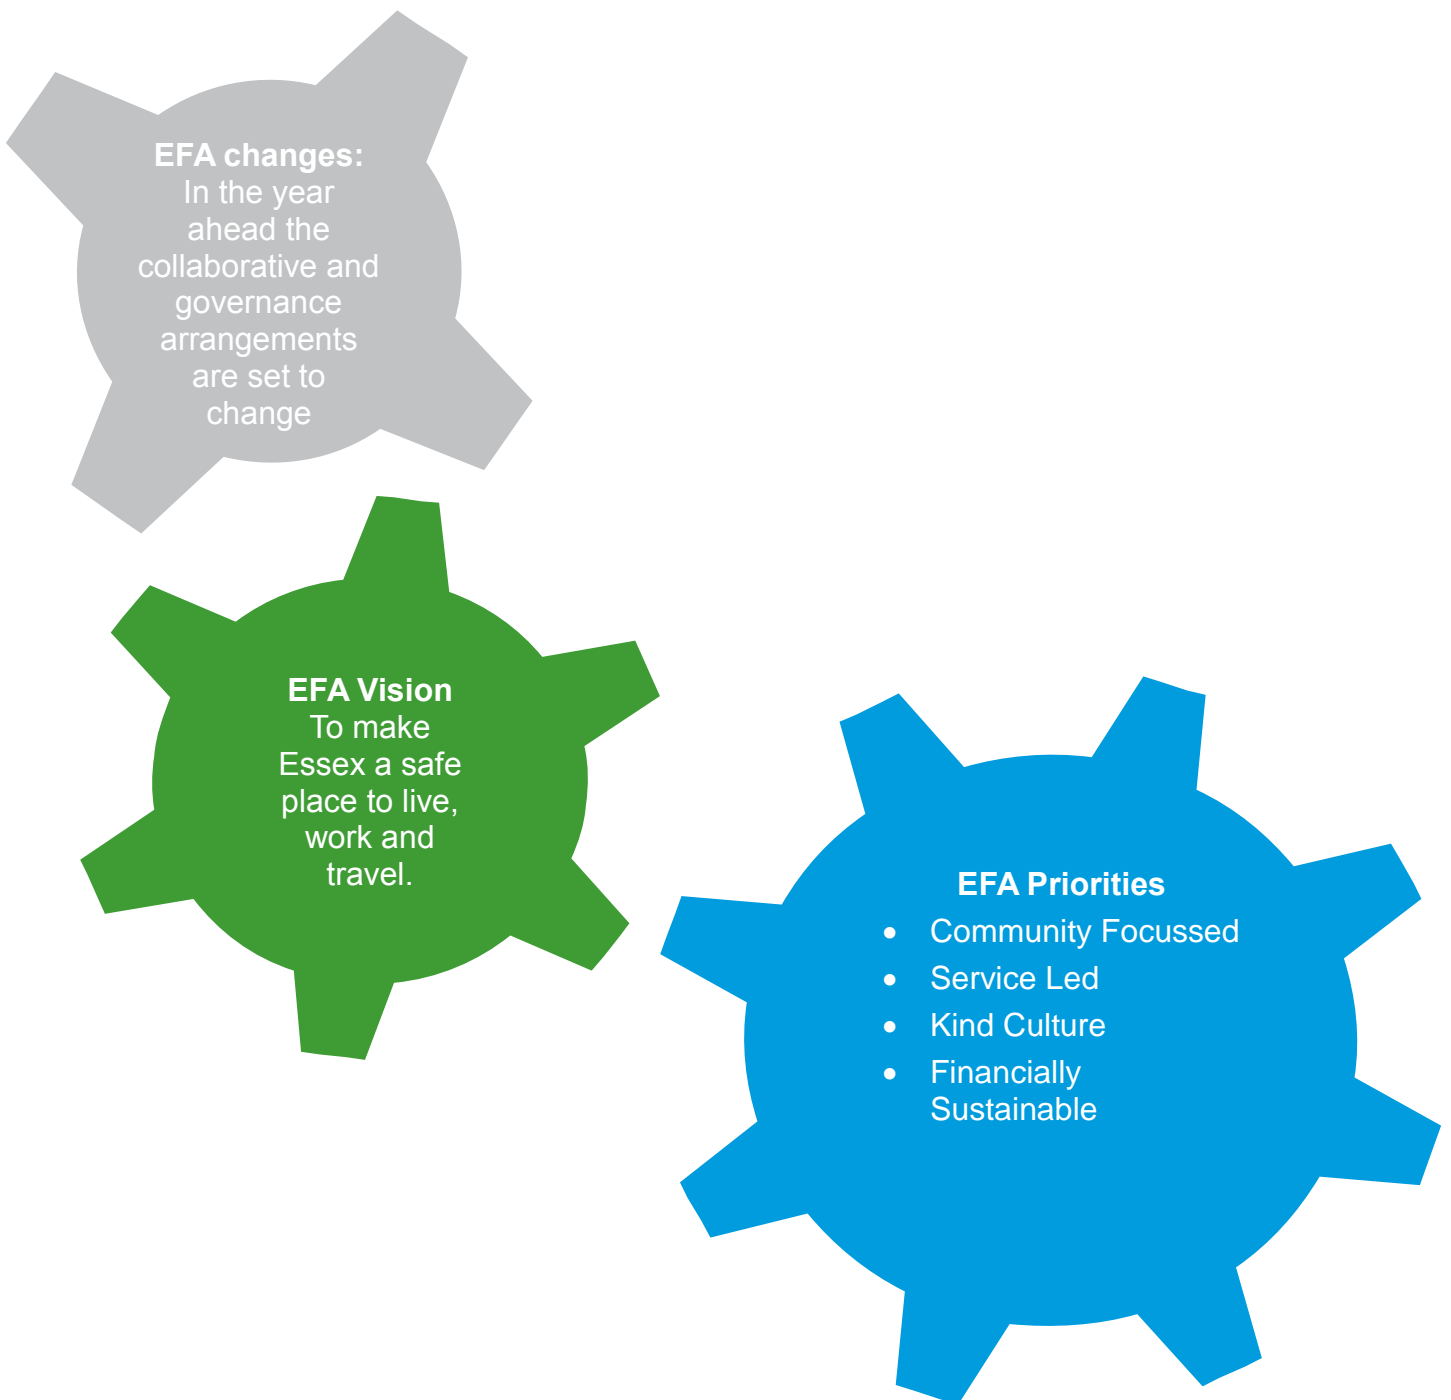 EFA changes:
In the year
ahead the
collaborative and
governance
arrangements
are set to
change
EFA Vision
To make
Essex a safe
place to live,
work and
travel.
EFA Priorities
• Community Focussed
• Service Led
• Kind Culture
• Financially
Sustainable